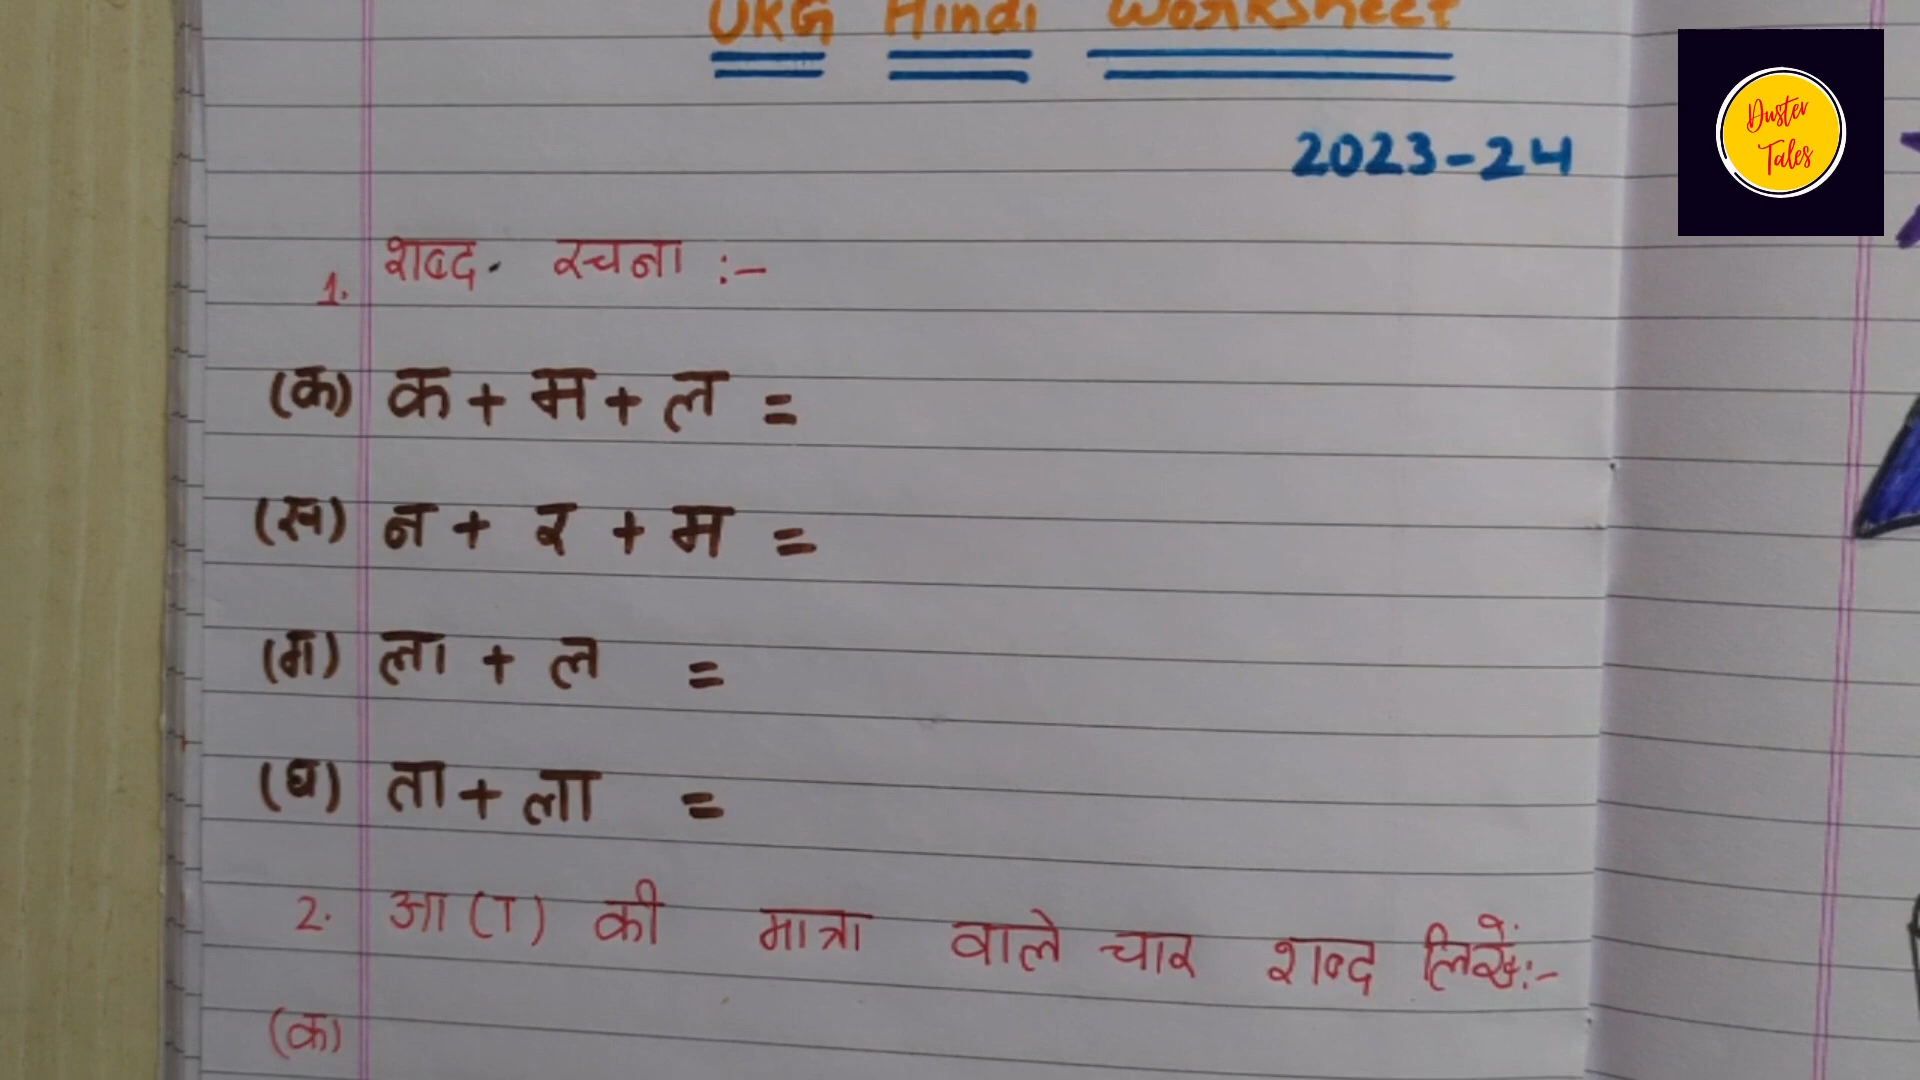 UKG Hindi Worksheet
2023-24
Duster
Tales
1. शब्द. रचना :-
(क) क + म + ल =
(ख) न + र + म =
(ग) ला + ल =
(घ) ता + ला =
2. आ (ा) की मात्रा वाले चार शब्द लिखें:-
(क)